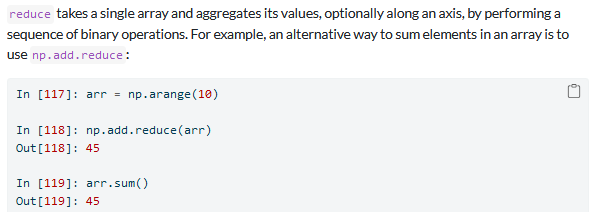 reduce takes a single array and aggregates its values, optionally along an axis, by performing a
sequence of binary operations. For example, an alternative way to sum elements in an array is to
use np.add.reduce:
In [117]: arr = np.arange(10)
In [118]: np.add.reduce(arr)
Out[118]: 45
In [119]: arr.sum()
Out[119]: 45